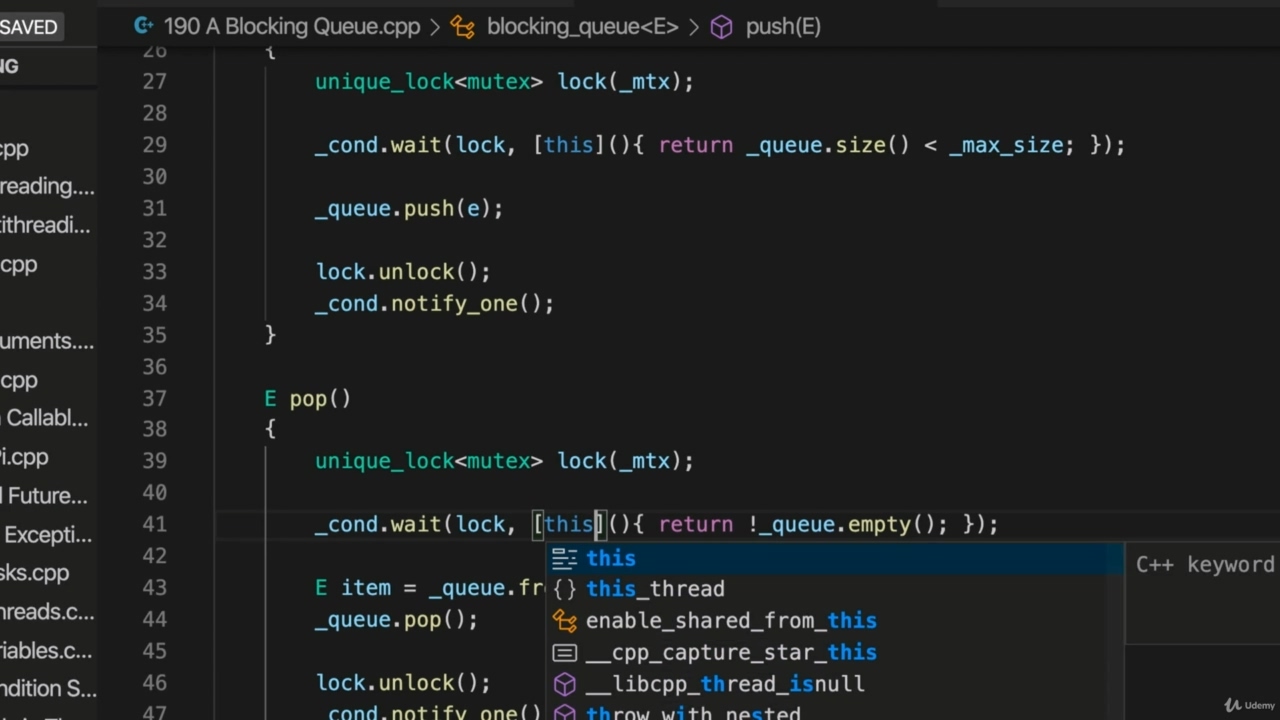 SAVED
190 A Blocking Queue.cpp > blocking_queue<E> > push(E)
NG
26 {
27 unique_lock<mutex> lock(_mtx);
28
cpp
29 _cond.wait(lock, [this](){ return _queue.size() < _max_size; });
30
reading....
31 _queue.push(e);
ithreadi...
32
.cpp
33 lock.unlock();
34 _cond.notify_one();
uments....
35 }
36
.cpp
37 E pop()
Callabl...
38 {
i.cpp
39 unique_lock<mutex> lock(_mtx);
40
Future...
41 _cond.wait(lock, [this](){ return !_queue.empty(); });
Excepti...
42
this
C++ keyword
sks.cpp
43 E item = _queue.fr
{} this_thread
hreads.c...
44 _queue.pop();
enable_shared_from_this
45
__cpp_capture_star_this
riables.c...
46 lock.unlock();
__libcpp_thread_isnull
ndition S...
47 _cond.notify_one()
throw_with_nested
Udemy